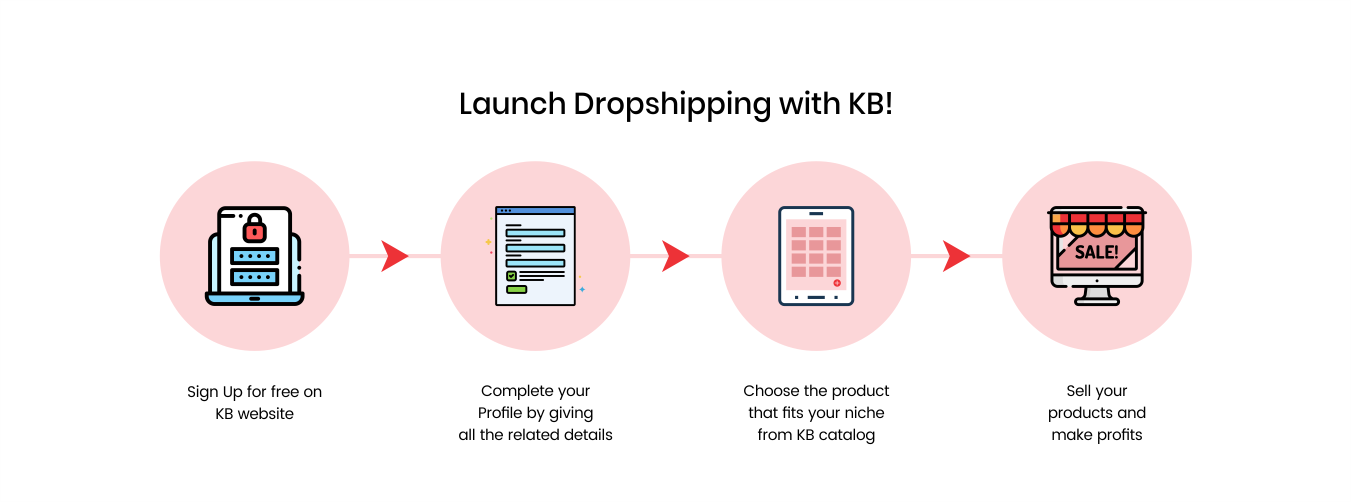 Launch Dropshipping with KB!
SALE!
Sign Up for free on
KB website
Complete your
Profile by giving
all the related details
Choose the product
that fits your niche
from KB catalog
Sell your
products and
make profits